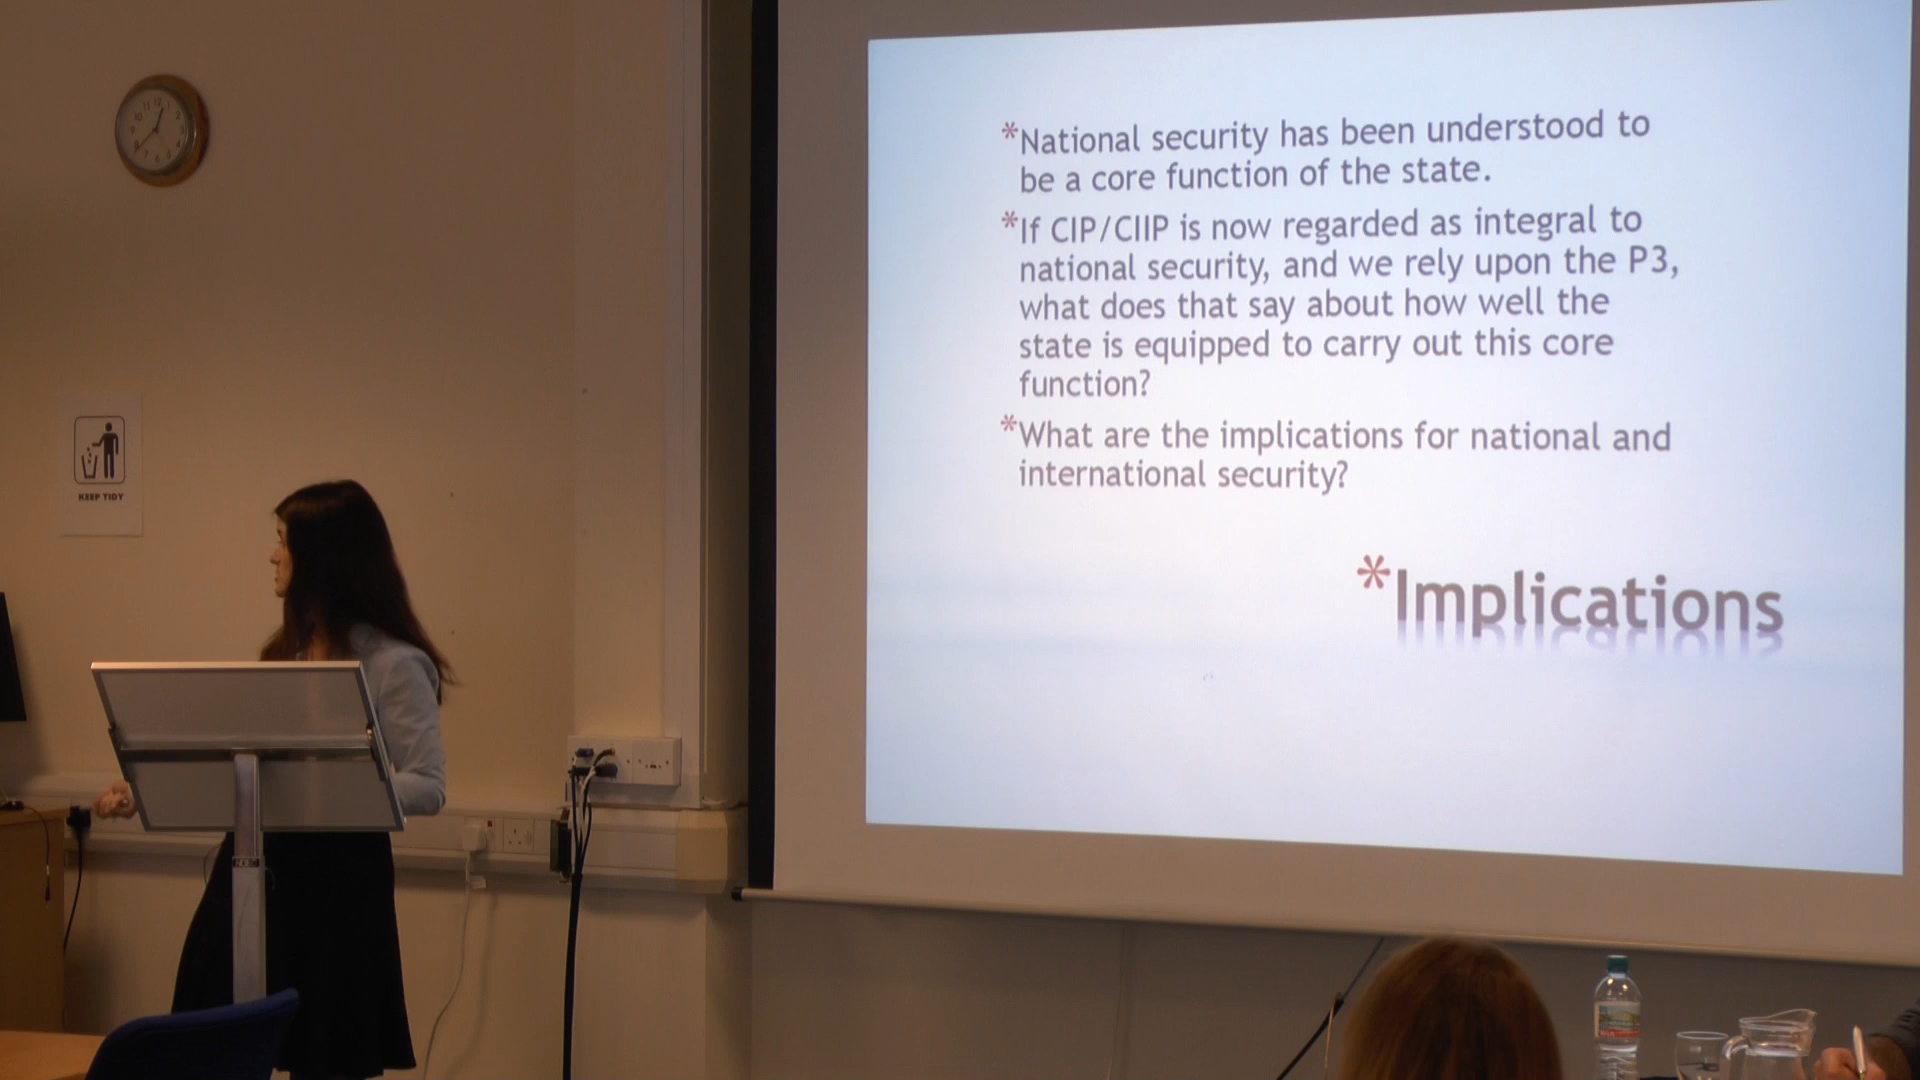 *National security has been understood to
be a core function of the state.
*If CIP/CIIP is now regarded as integral to
national security, and we rely upon the P3,
what does that say about how well the
state is equipped to carry out this core
function?
*What are the implications for national and
international security?
*Implications
KEEP TIDY